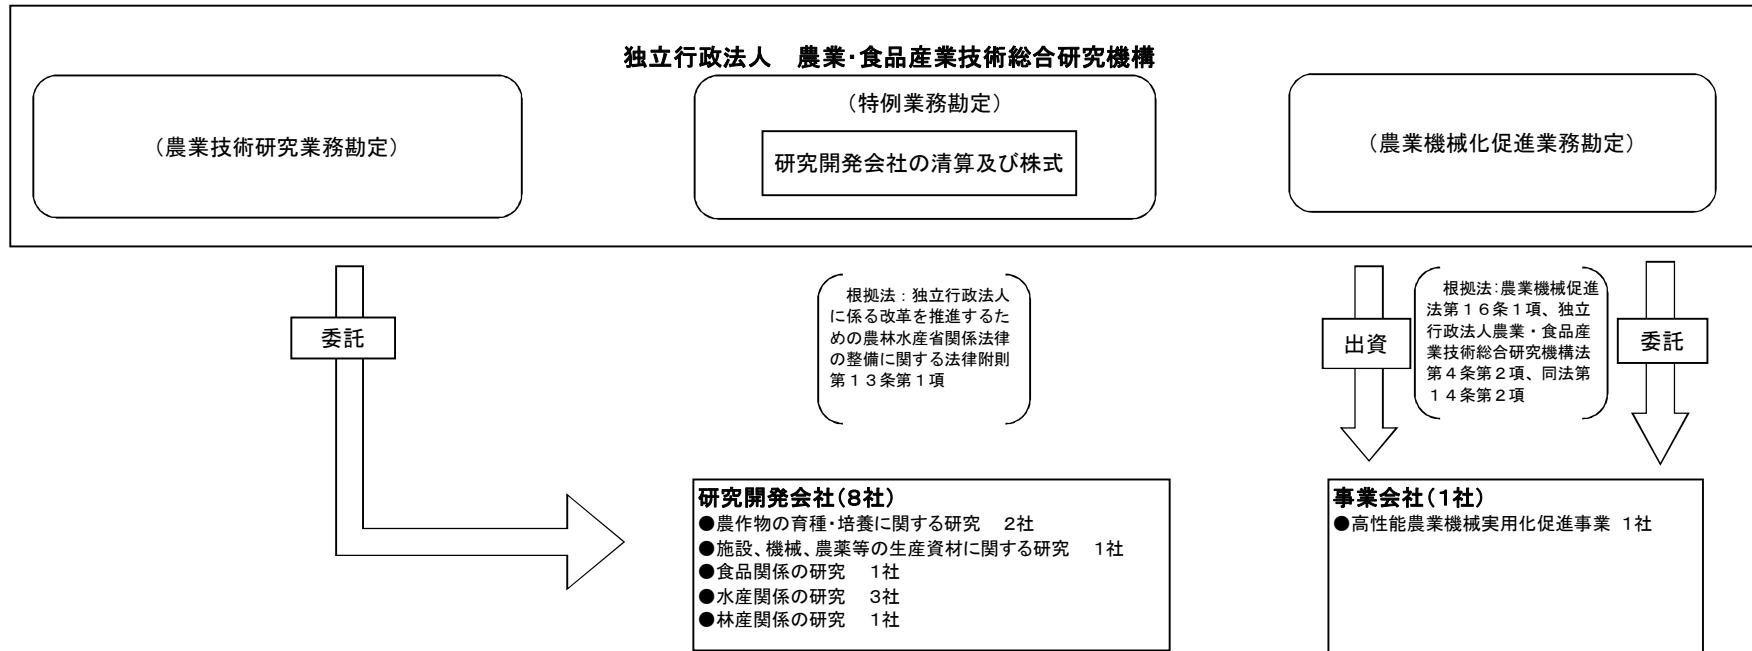 独立行政法人　農業・食品産業技術総合研究機構
（農業技術研究業務勘定）
（特例業務勘定）
研究開発会社の清算及び株式
（農業機械化促進業務勘定）
委託
根拠法：独立行政法人
に係る改革を推進するた
めの農林水産省関係法律
の整備に関する法律附則
第１３条第１項
出資
根拠法：農業機械促進
法第１６条１項、独立
行政法人農業・食品産
業技術総合研究機構法
第４条第２項、同法第
１４条第２項
委託
研究開発会社（８社）
●農作物の育種・培養に関する研究　２社
●施設、機械、農薬等の生産資材に関する研究　１社
●食品関係の研究　１社
●水産関係の研究　３社
●林産関係の研究　１社
事業会社（１社）
●高性能農業機械実用化促進事業 １社